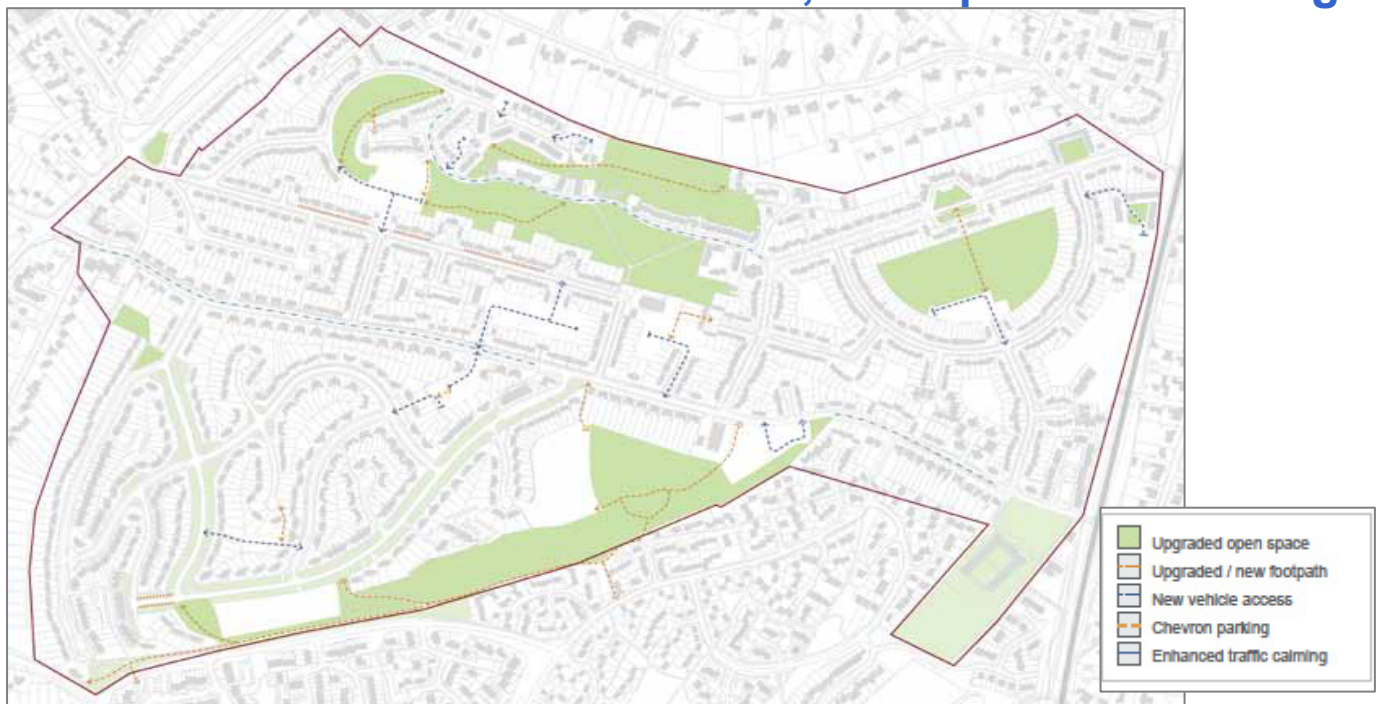 Upgraded open space
Upgraded / new footpath
New vehicle access
Chevron parking
Enhanced traffic calming